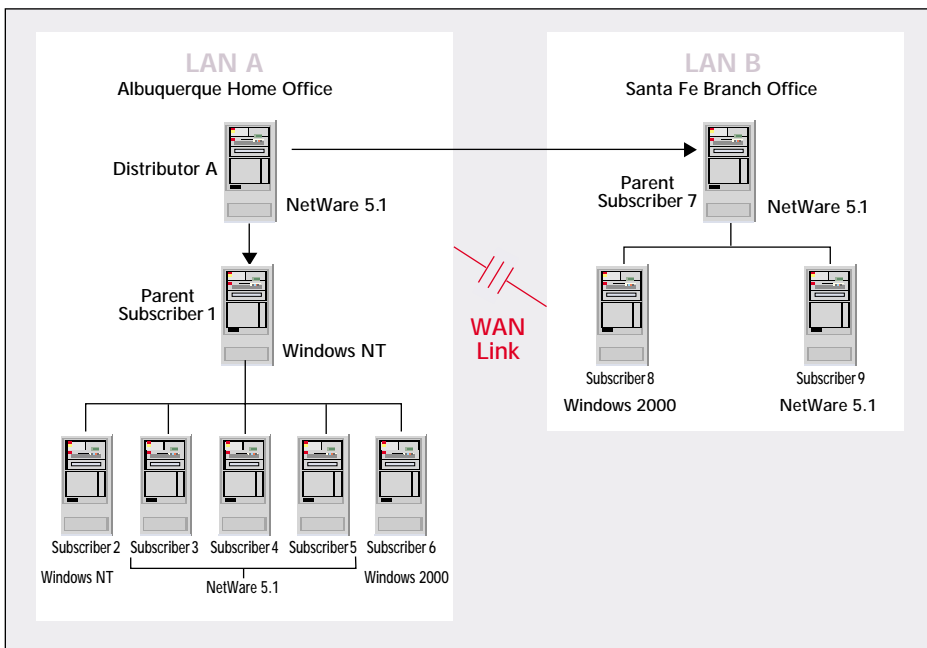 LAN A
Albuquerque Home Office
Distributor A
NetWare 5.1
Parent
Subscriber 1
Windows NT
Subscriber 2
Subscriber 3
Subscriber 4
Subscriber 5
Subscriber 6
Windows NT
NetWare 5.1
Windows 2000
WAN
Link
LAN B
Santa Fe Branch Office
Parent
Subscriber 7
NetWare 5.1
Subscriber 8
Windows 2000
Subscriber 9
NetWare 5.1